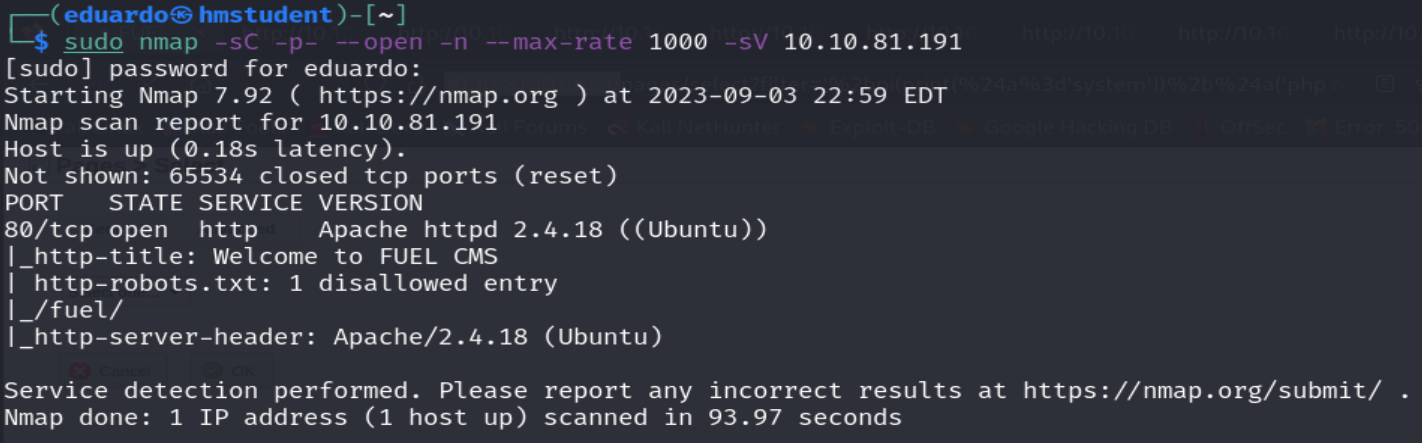 ┌──(eduardo㉿hmstudent)-[~]
└─$ sudo nmap -sC -p- --open -n --max-rate 1000 -sV 10.10.81.191
[sudo] password for eduardo:
Starting Nmap 7.92 ( https://nmap.org ) at 2023-09-03 22:59 EDT
Nmap scan report for 10.10.81.191
Host is up (0.18s latency).
Not shown: 65534 closed tcp ports (reset)
PORT   STATE SERVICE VERSION
80/tcp open  http    Apache httpd 2.4.18 ((Ubuntu))
|_http-title: Welcome to FUEL CMS
| http-robots.txt: 1 disallowed entry
|_/fuel/
|_http-server-header: Apache/2.4.18 (Ubuntu)
Cancel OK
Service detection performed. Please report any incorrect results at https://nmap.org/submit/ .
Nmap done: 1 IP address (1 host up) scanned in 93.97 seconds